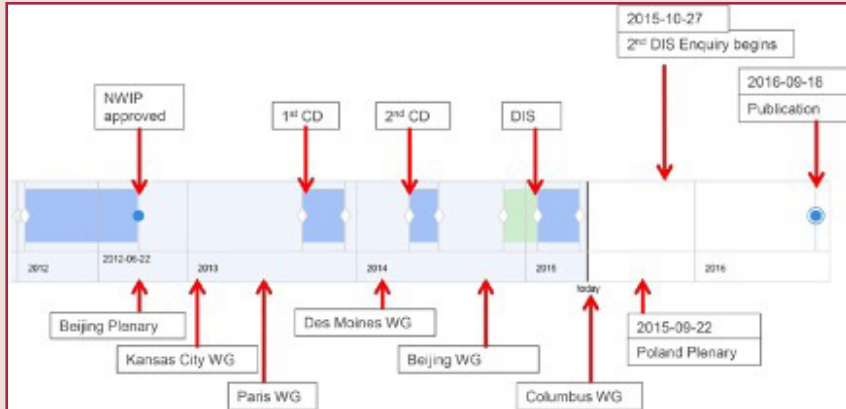 2015-10-27
2nd DIS Enquiry begins
2016-09-18
Publication
NWIP
approved
1st CD
2nd CD
DIS
2012
2012-06-22
2013
2014
2015
today
2016
Beijing Plenary
Kansas City WG
Paris WG
Des Moines WG
Beijing WG
Columbus WG
2015-09-22
Poland Plenary